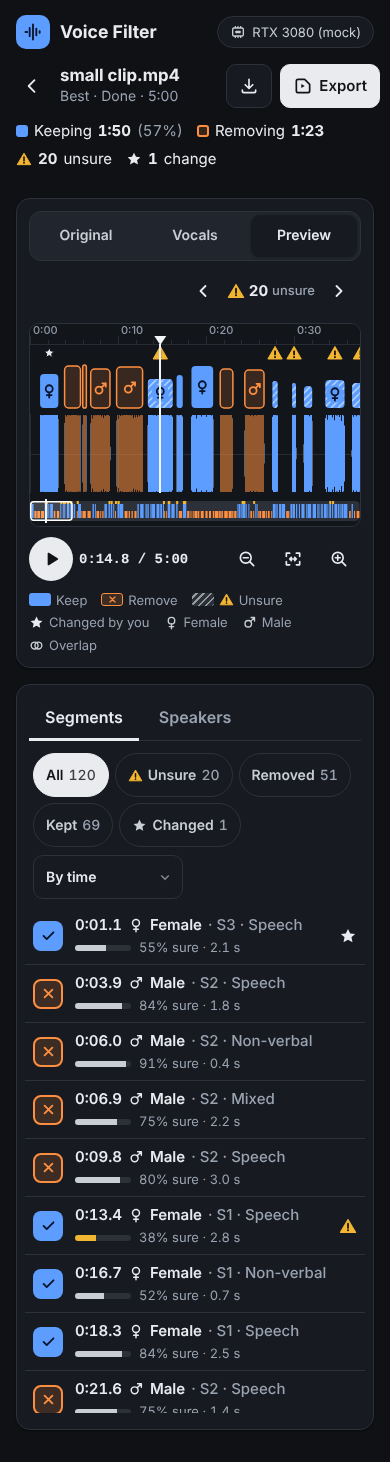 Voice Filter
RTX 3080 (mock)
small clip.mp4
Best · Done · 5:00
Export
Keeping 1:50 (57%) Removing 1:23
20 unsure 1 change
Original Vocals Preview
20 unsure
0:00 0:10 0:20 0:30
0:14.8 / 5:00
Keep Remove Unsure
Changed by you Female Male
Overlap
Segments Speakers
All 120 Unsure 20 Removed 51
Kept 69 Changed 1
By time
0:01.1 Female · S3 · Speech
55% sure · 2.1 s
0:03.9 Male · S2 · Speech
84% sure · 1.8 s
0:06.0 Male · S2 · Non-verbal
91% sure · 0.4 s
0:06.9 Male · S2 · Mixed
75% sure · 2.2 s
0:09.8 Male · S2 · Speech
80% sure · 3.0 s
0:13.4 Female · S1 · Speech
38% sure · 2.8 s
0:16.7 Female · S1 · Non-verbal
52% sure · 0.7 s
0:18.3 Female · S1 · Speech
84% sure · 2.5 s
0:21.6 Male · S2 · Speech
75% sure · 1.4 s